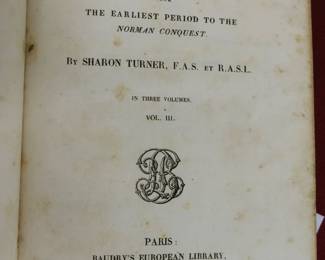 THE EARLIEST PERIOD TO THE
NORMAN CONQUEST.
BY SHARON TURNER, F.A.S. ET R.A.S.L.
IN THREE VOLUMES.
VOL. III.
PARIS:
BAUDRY'S EUROPEAN LIBRARY,